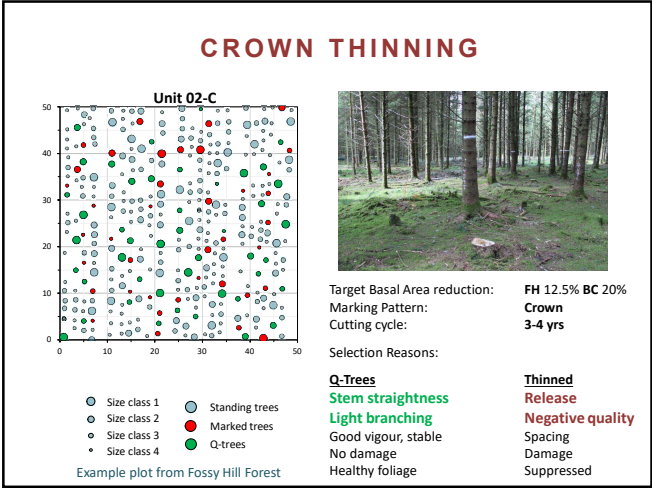 CROWN THINNING
Unit 02-C
50
40
30
20
10
0
0 10 20 30 40 50
Size class 1
Size class 2
Size class 3
Size class 4
Standing trees
Marked trees
Q-trees
Example plot from Fossy Hill Forest
Target Basal Area reduction: FH 12.5% BC 20%
Marking Pattern: Crown
Cutting cycle: 3-4 yrs
Selection Reasons:
Q-Trees Thinned
Stem straightness Release
Light branching Negative quality
Good vigour, stable Spacing
No damage Damage
Healthy foliage Suppressed